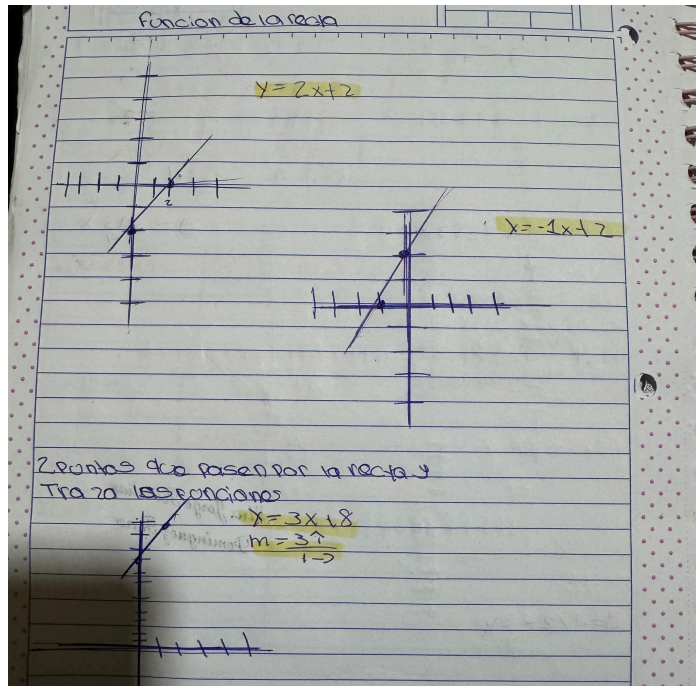 Funcion de la recta
y = 2x+2
2
y = -1x+2
2 puntos que pasen por la recta y
Traza las funciones
y = 3x+8
m = 3↑
1→